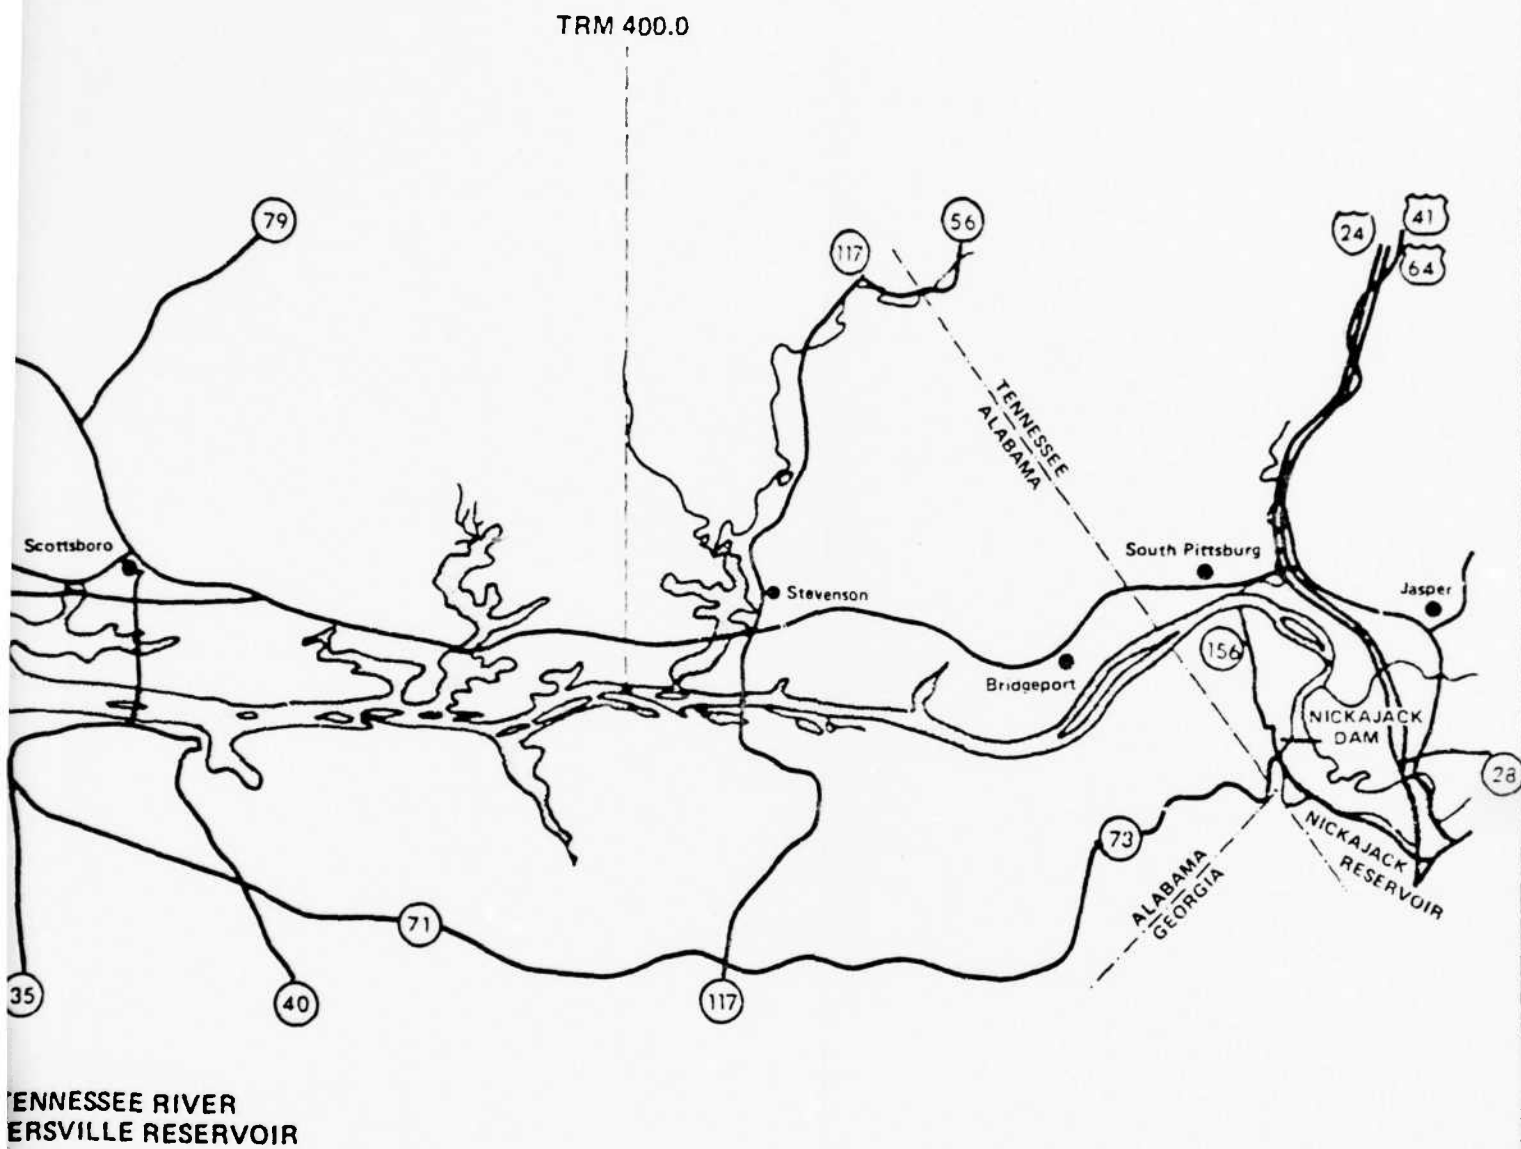 TRM 400.0
79
117
56
24
41
64
TENNESSEE
ALABAMA
Scottsboro
Stevenson
South Pittsburg
Jasper
Bridgeport
156
NICKAJACK
DAM
28
73
NICKAJACK
RESERVOIR
ALABAMA
GEORGIA
71
35
40
117
TENNESSEE RIVER
ERSVILLE RESERVOIR